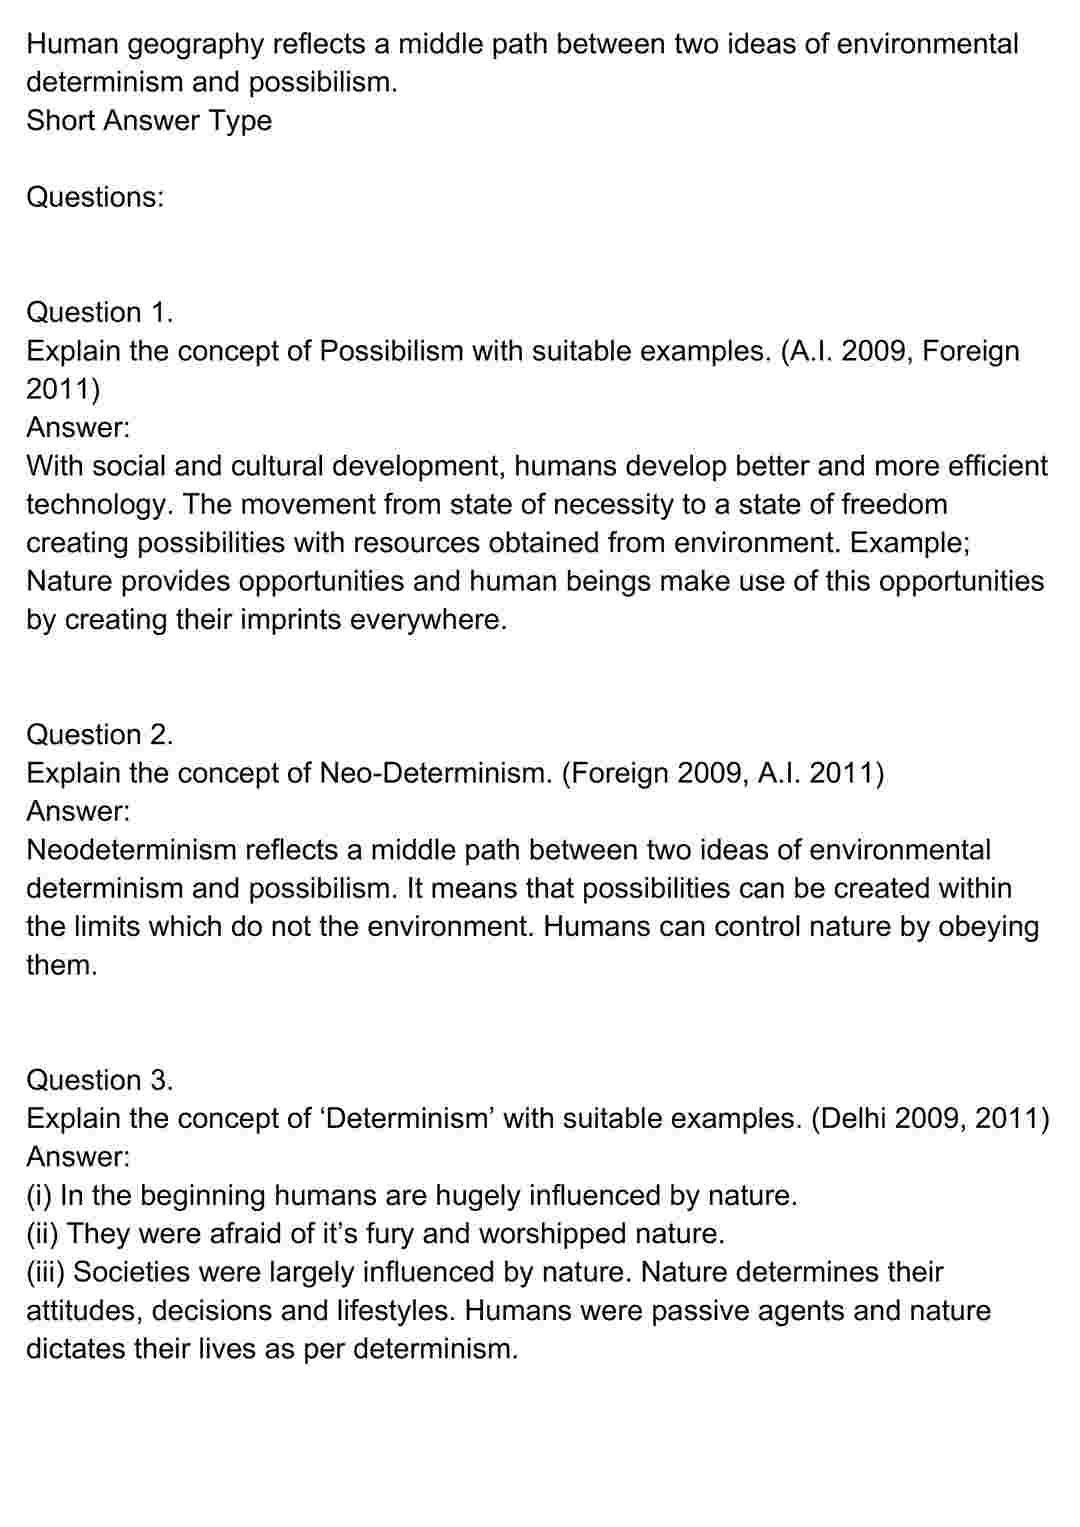 Human geography reflects a middle path between two ideas of environmental
determinism and possibilism.
Short Answer Type
Questions:
Question 1.
Explain the concept of Possibilism with suitable examples. (A.I. 2009, Foreign
2011)
Answer:
With social and cultural development, humans develop better and more efficient
technology. The movement from state of necessity to a state of freedom
creating possibilities with resources obtained from environment. Example;
Nature provides opportunities and human beings make use of this opportunities
by creating their imprints everywhere.
Question 2.
Explain the concept of Neo-Determinism. (Foreign 2009, A.I. 2011)
Answer:
Neodeterminism reflects a middle path between two ideas of environmental
determinism and possibilism. It means that possibilities can be created within
the limits which do not the environment. Humans can control nature by obeying
them.
Question 3.
Explain the concept of ‘Determinism’ with suitable examples. (Delhi 2009, 2011)
Answer:
(i) In the beginning humans are hugely influenced by nature.
(ii) They were afraid of it’s fury and worshipped nature.
(iii) Societies were largely influenced by nature. Nature determines their
attitudes, decisions and lifestyles. Humans were passive agents and nature
dictates their lives as per determinism.